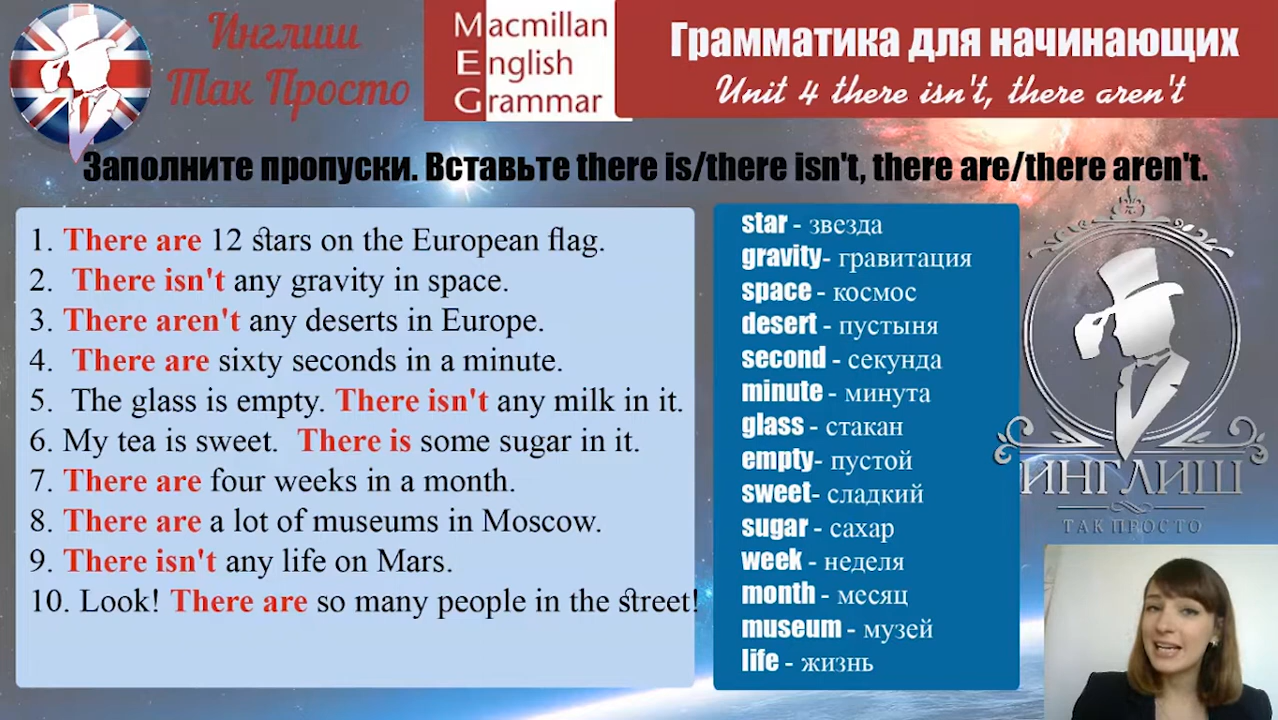 Инглиш
Так Просто
Macmillan
English
Grammar
Грамматика для начинающих
Unit 4 there isn't, there aren't
Заполните пропуски. Вставьте there is/there isn't, there are/there aren't.
1. There are 12 stars on the European flag.
2. There isn't any gravity in space.
3. There aren't any deserts in Europe.
4. There are sixty seconds in a minute.
5. The glass is empty. There isn't any milk in it.
6. My tea is sweet. There is some sugar in it.
7. There are four weeks in a month.
8. There are a lot of museums in Moscow.
9. There isn't any life on Mars.
10. Look! There are so many people in the street!
star - звезда
gravity- гравитация
space - космос
desert - пустыня
second - секунда
minute - минута
glass - стакан
empty- пустой
sweet- сладкий
sugar - сахар
week - неделя
month - месяц
museum - музей
life - жизнь
ИНГЛИШ
ТАК ПРОСТО